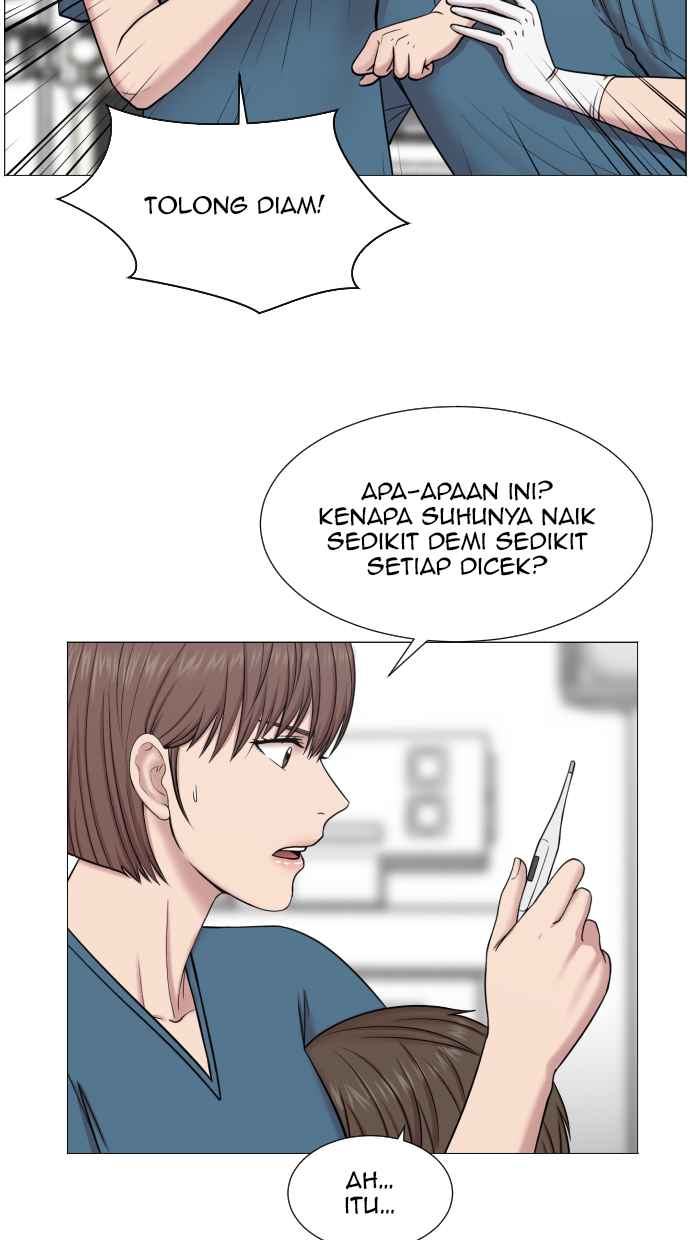 TOLONG DIAM!
APA-APAAN INI?
KENAPA SUHUNYA NAIK
SEDIKIT DEMI SEDIKIT
SETIAP DICEK?
AH...
ITU...